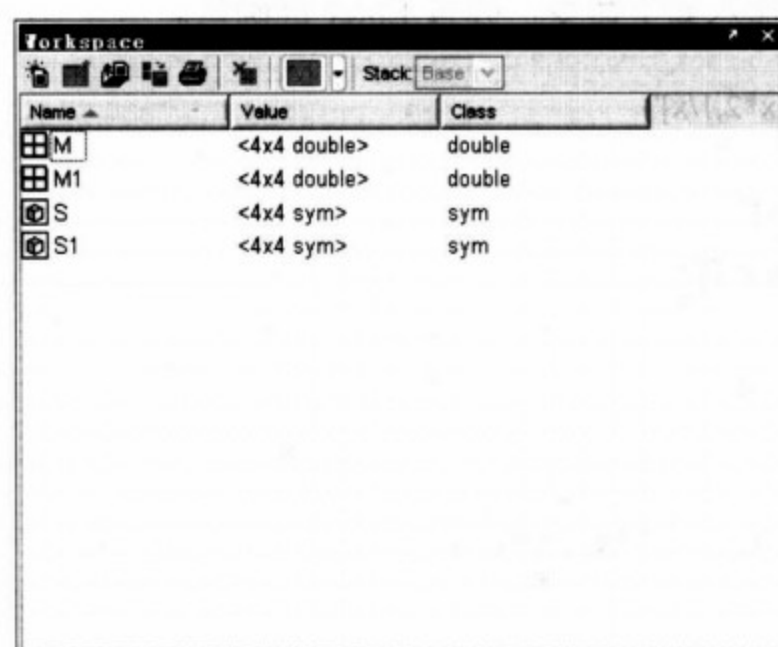 Workspace
Stack: Base
Name Value Class
M <4x4 double> double
M1 <4x4 double> double
S <4x4 sym> sym
S1 <4x4 sym> sym